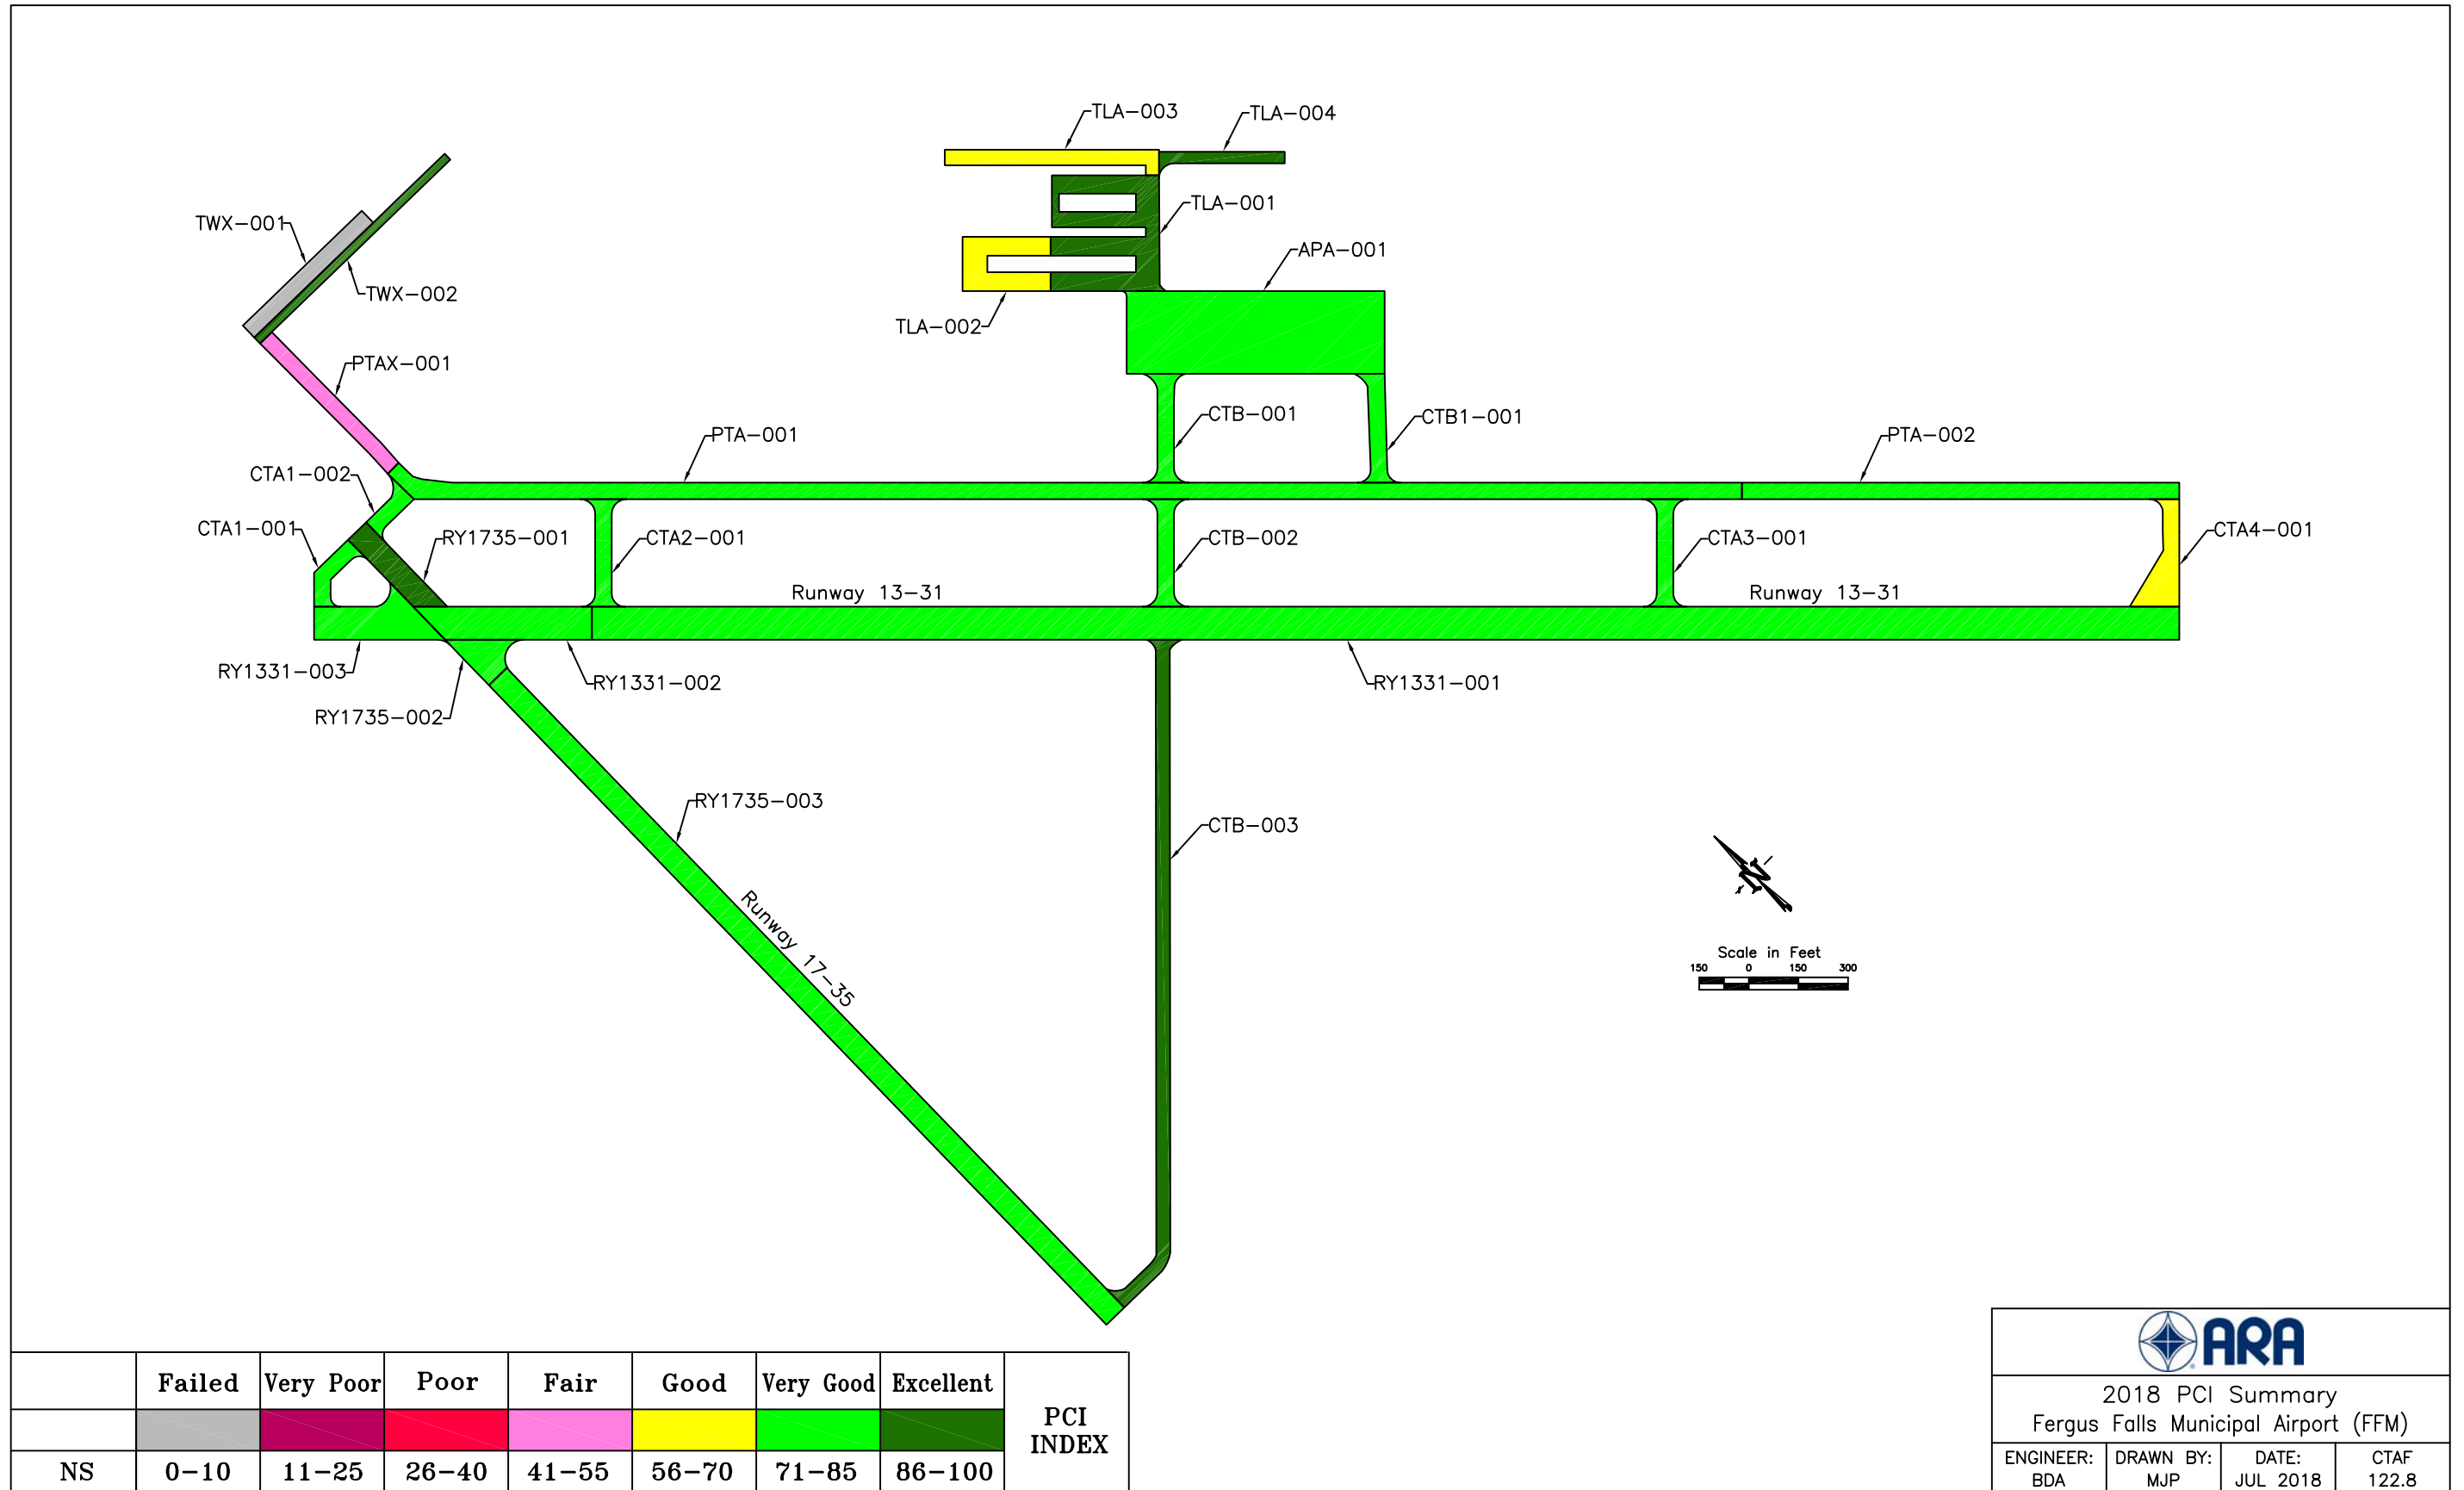 TLA-003
TLA-004
TWX-001
TLA-001
APA-001
TWX-002
TLA-002
PTAX-001
CTB-001
CTB1-001
PTA-001
PTA-002
CTA1-002
CTA1-001
RY1735-001
CTA2-001
CTB-002
CTA3-001
CTA4-001
Runway 13-31
Runway 13-31
RY1331-003
RY1331-002
RY1331-001
RY1735-002
RY1735-003
CTB-003
Runway 17-35
N
Scale in Feet
150 0 150 300
Failed Very Poor Poor Fair Good Very Good Excellent
PCI
INDEX
NS 0-10 11-25 26-40 41-55 56-70 71-85 86-100
ARA
2018 PCI Summary
Fergus Falls Municipal Airport (FFM)
ENGINEER: DRAWN BY: DATE: CTAF
BDA MJP JUL 2018 122.8